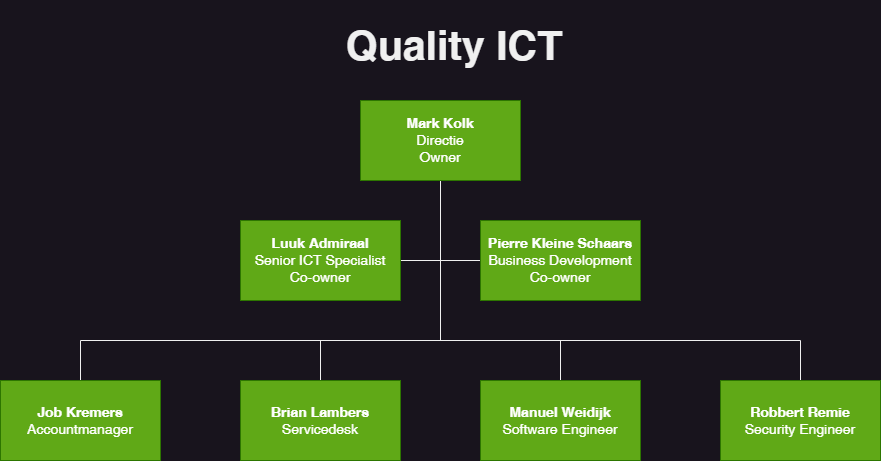 Quality ICT
Mark Kolk
Directie
Owner
Luuk Admiraal
Senior ICT Specialist
Co-owner
Pierre Kleine Schaars
Business Development
Co-owner
Job Kremers
Accountmanager
Brian Lambers
Servicedesk
Manuel Weidijk
Software Engineer
Robbert Remie
Security Engineer